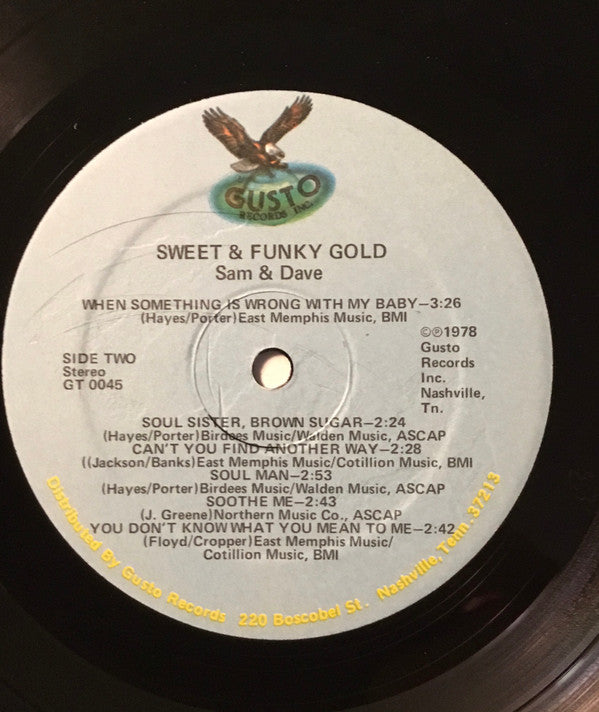 GUSTO
RECORDS INC.
SWEET & FUNKY GOLD
Sam & Dave
WHEN SOMETHING IS WRONG WITH MY BABY—3:26
(Hayes/Porter)East Memphis Music, BMI
SIDE TWO
Stereo
GT 0045
©℗1978
Gusto
Records
Inc.
Nashville,
Tn.
SOUL SISTER, BROWN SUGAR—2:24
(Hayes/Porter)Birdees Music/Walden Music, ASCAP
CAN'T YOU FIND ANOTHER WAY—2:28
((Jackson/Banks)East Memphis Music/Cotillion Music, BMI
SOUL MAN—2:53
(Hayes/Porter)Birdees Music/Walden Music, ASCAP
SOOTHE ME—2:43
(J. Greene)Northern Music Co., ASCAP
YOU DON'T KNOW WHAT YOU MEAN TO ME—2:42
(Floyd/Cropper)East Memphis Music/
Cotillion Music, BMI
Distributed By Gusto Records 220 Boscobel St. Nashville, Tenn. 37213